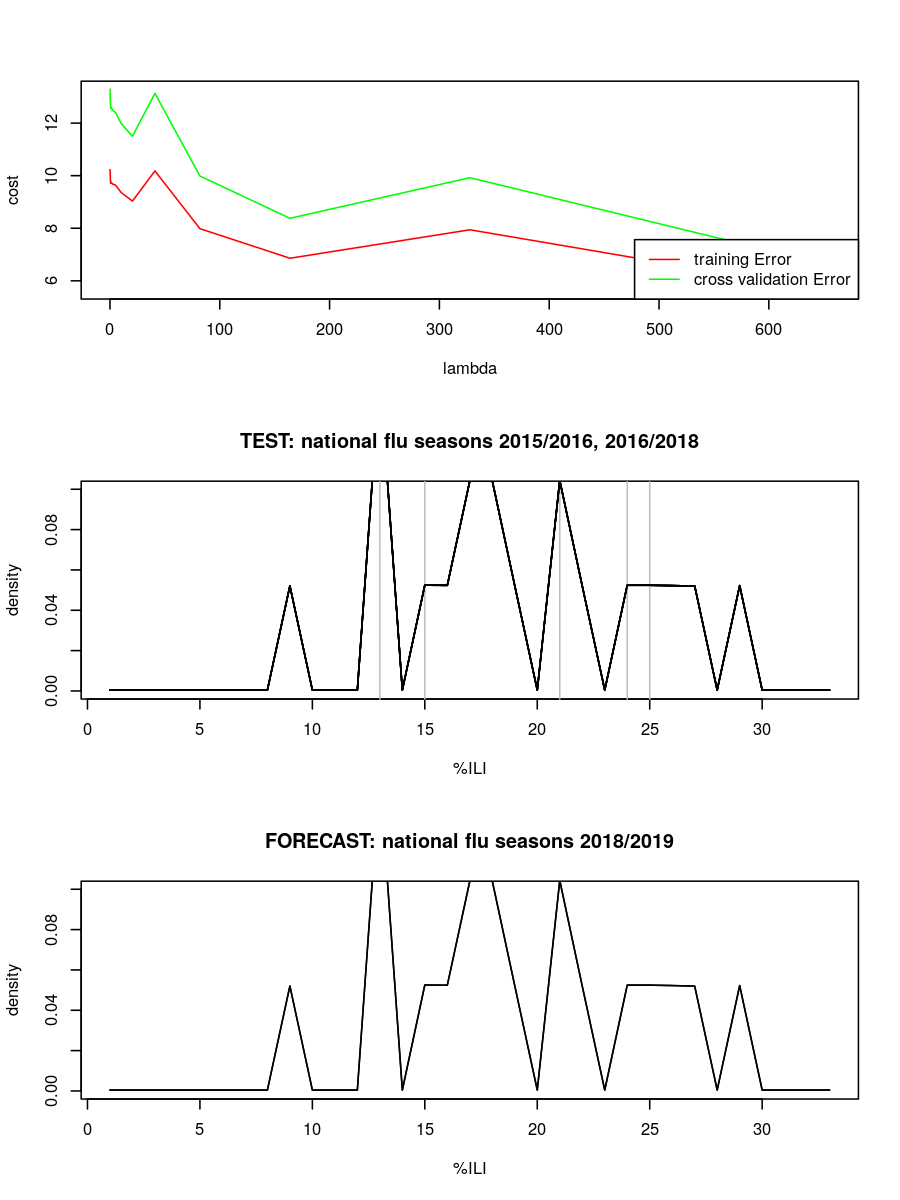 12
10
8
6
cost
training Error
cross validation Error
0 100 200 300 400 500 600
lambda
TEST: national flu seasons 2015/2016, 2016/2018
0.08
0.04
0.00
density
0 5 10 15 20 25 30
%ILI
FORECAST: national flu seasons 2018/2019
0.08
0.04
0.00
density
0 5 10 15 20 25 30
%ILI